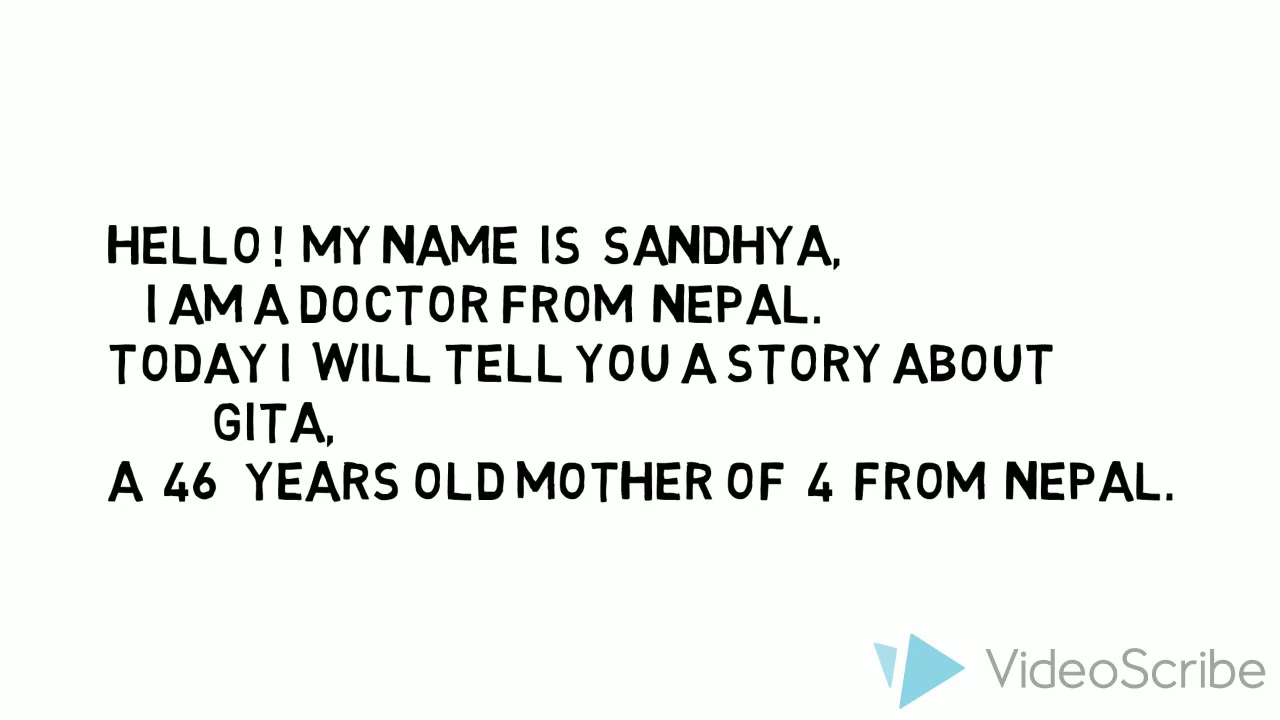 HELLO! MY NAME IS SANDHYA,
I AM A DOCTOR FROM NEPAL.
TODAY I WILL TELL YOU A STORY ABOUT
GITA,
A 46 YEARS OLD MOTHER OF 4 FROM NEPAL.
VideoScribe